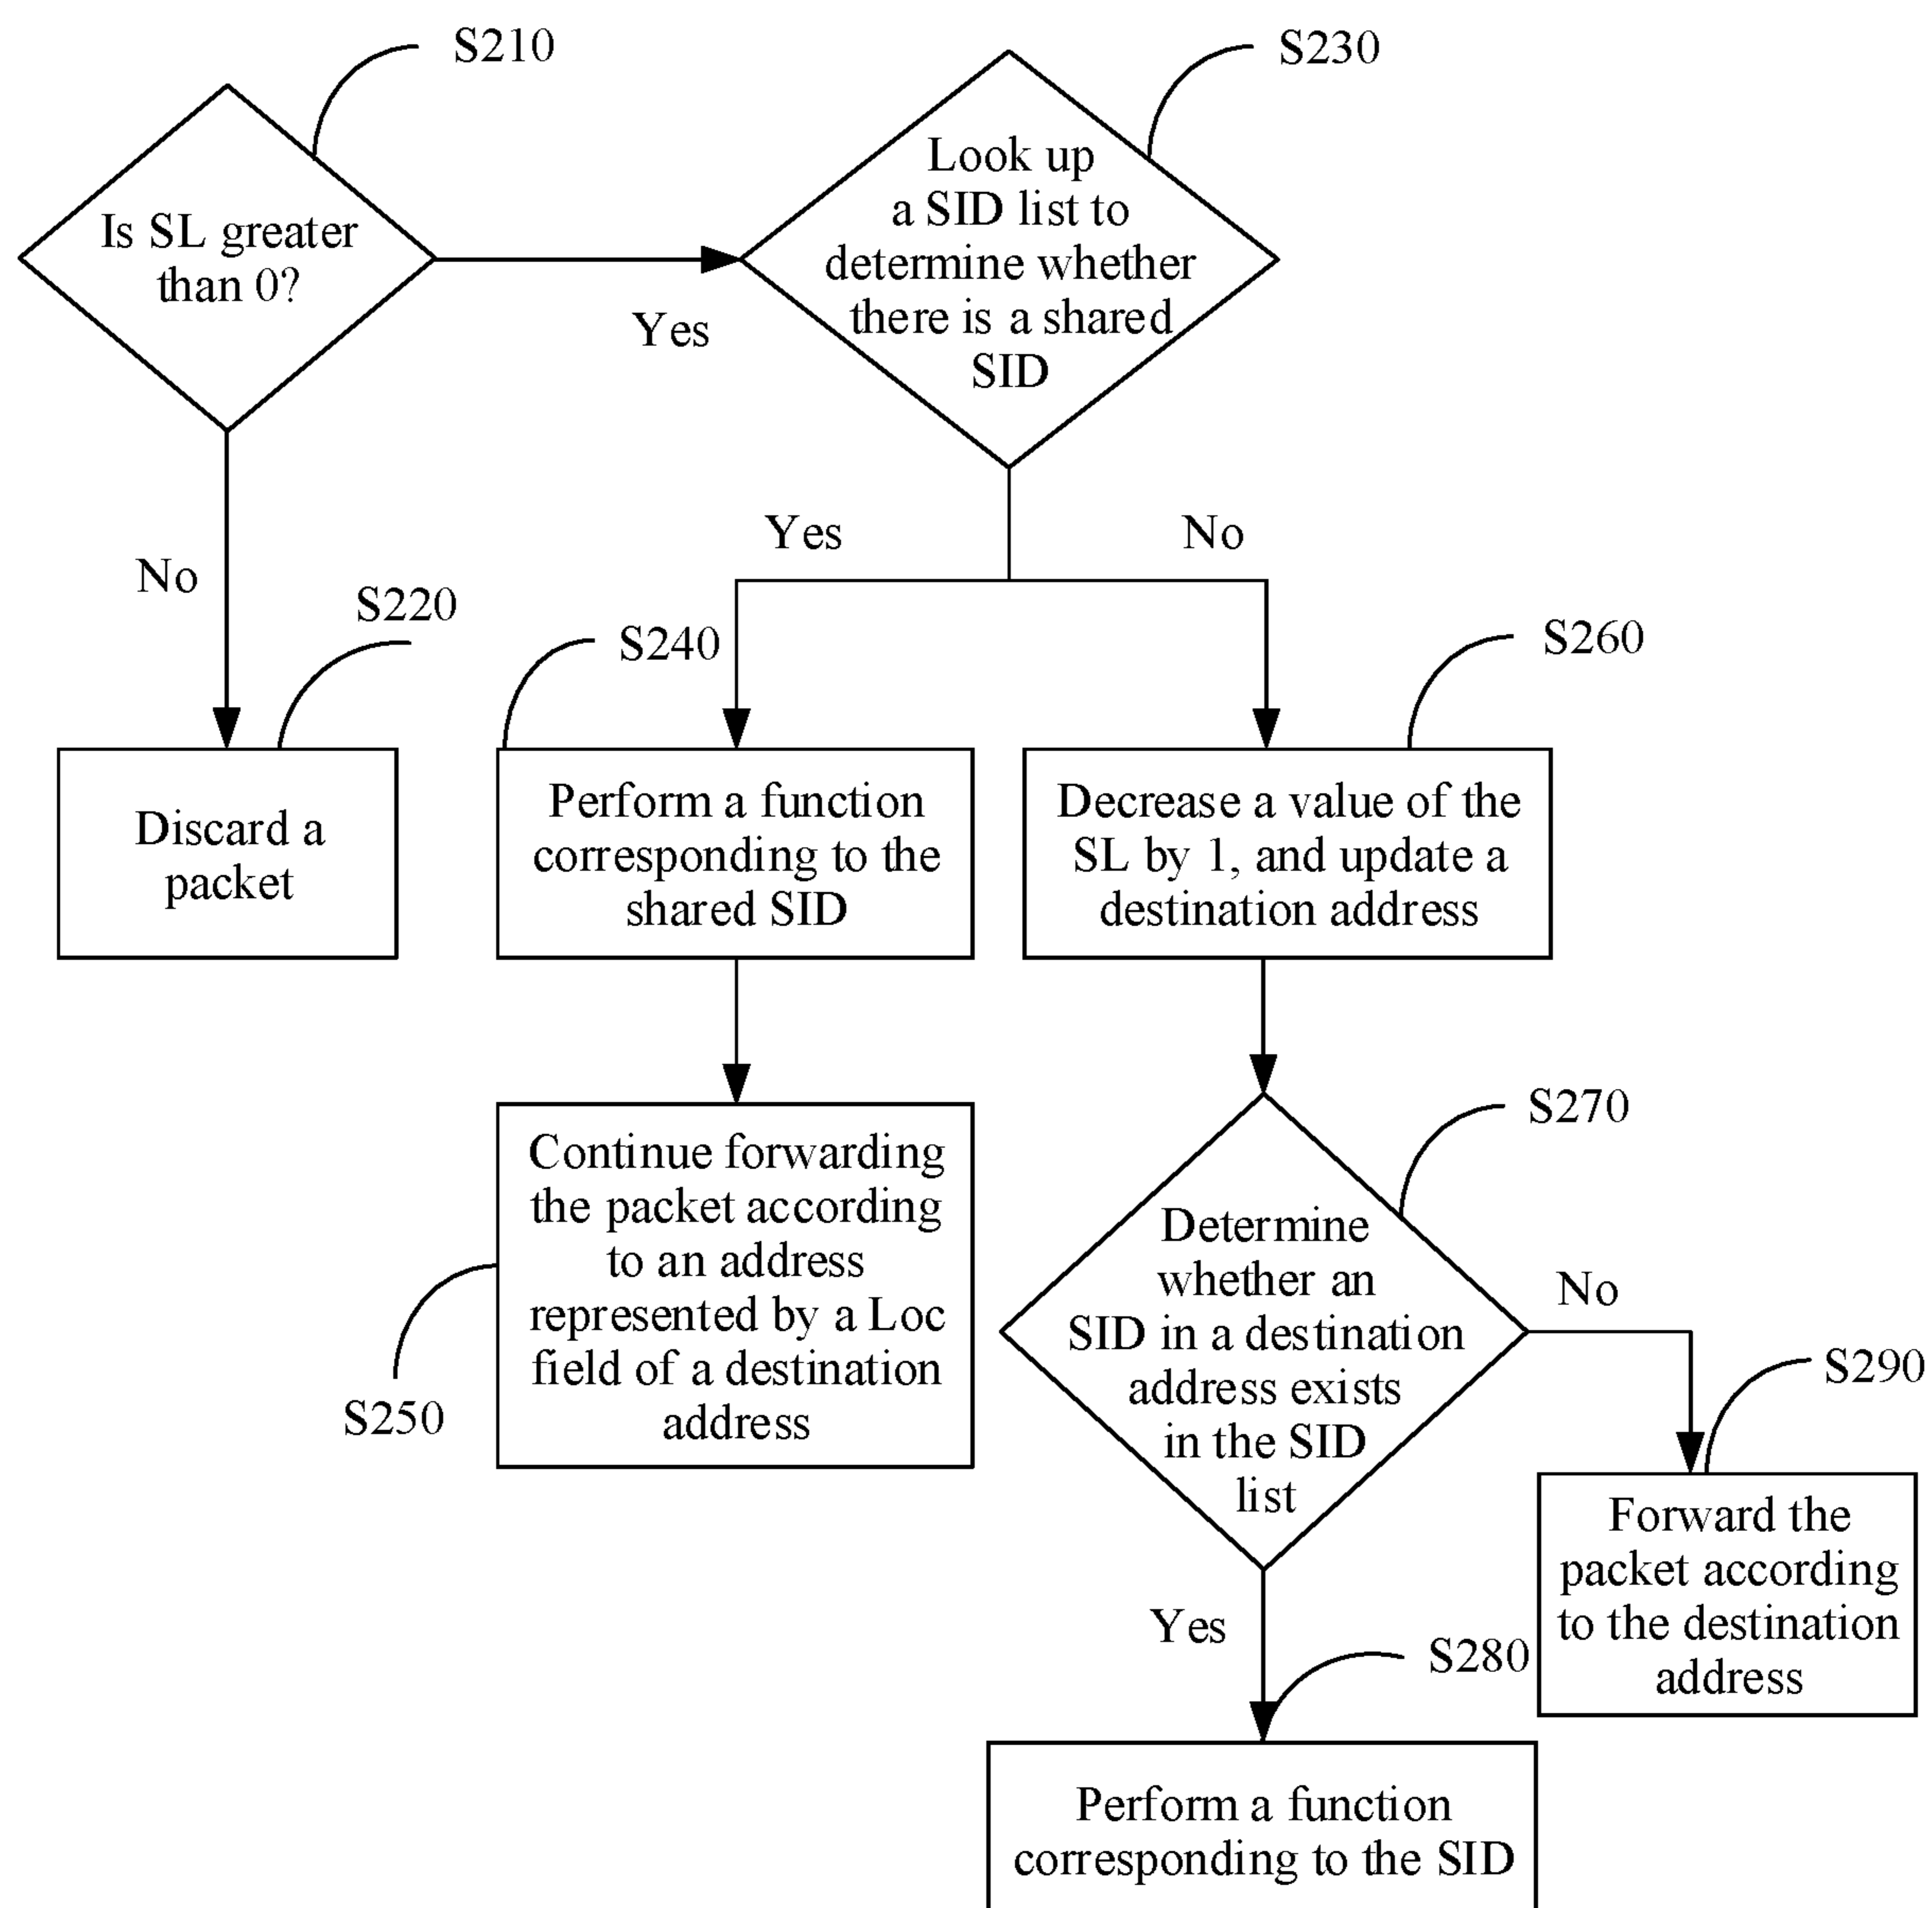 S210
S230
Is SL greater
than 0?
Look up
a SID list to
determine whether
there is a shared
SID
Yes
No
Yes
No
S220
S240
S260
Discard a
packet
Perform a function
corresponding to the
shared SID
Decrease a value of the
SL by 1, and update a
destination address
S250
Continue forwarding
the packet according
to an address
represented by a Loc
field of a destination
address
S270
Determine
whether an
SID in a destination
address exists
in the SID
list
No
S290
Forward the
packet according
to the destination
address
Yes
S280
Perform a function
corresponding to the SID